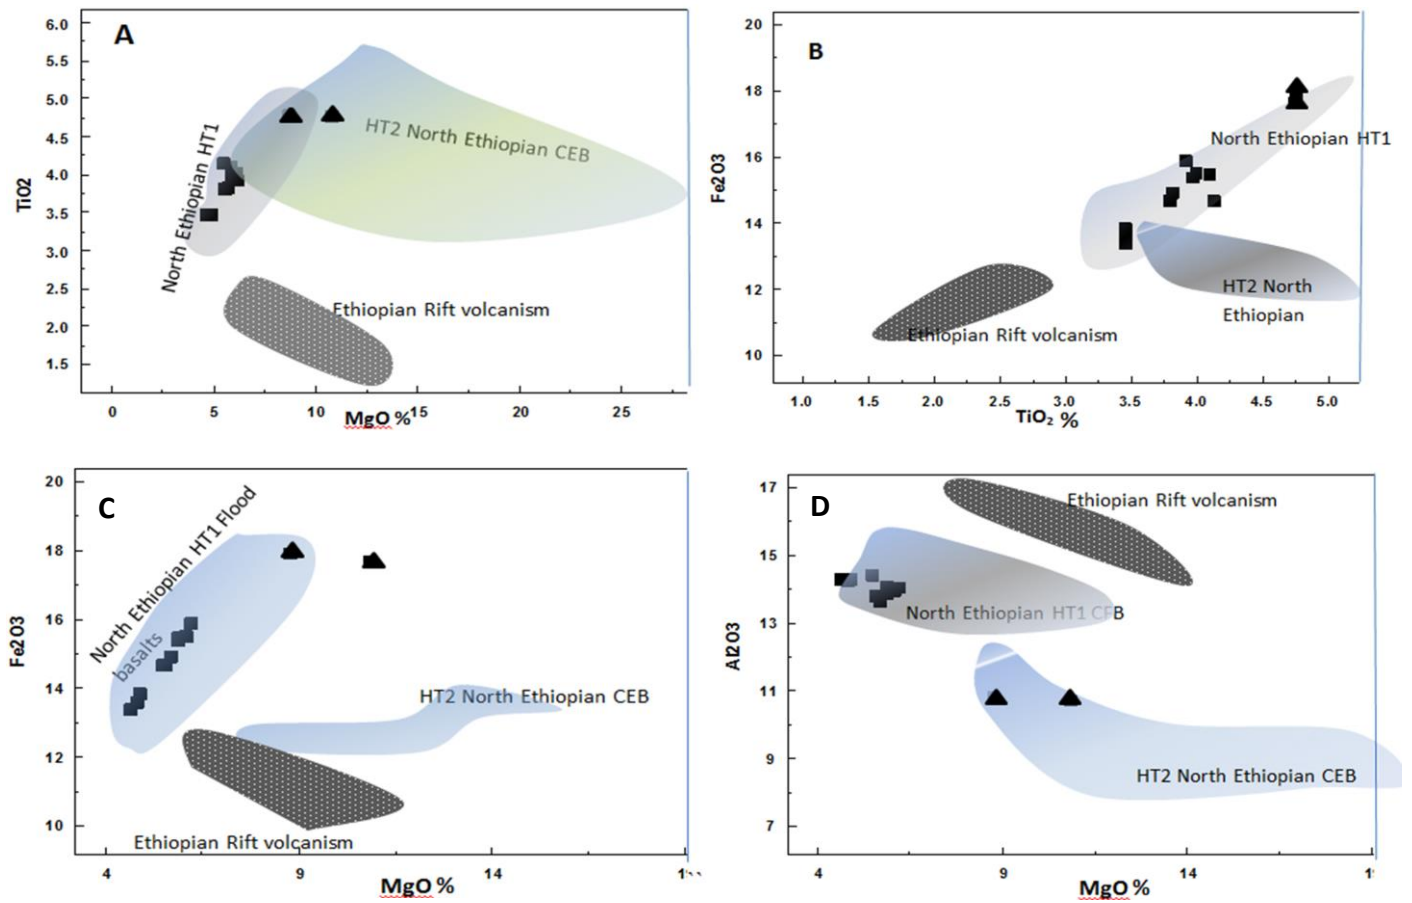 A
TiO2
6.0
5.5
5.0
4.5
4.0
3.5
3.0
2.5
2.0
1.5
North Ethiopian HT1
HT2 North Ethiopian CEB
Ethiopian Rift volcanism
0
5
10
15
20
25
MgO %
B
Fe2O3
20
18
16
14
12
10
North Ethiopian HT1
HT2 North
Ethiopian
Ethiopian Rift volcanism
1.0
1.5
2.0
2.5
3.0
3.5
4.0
4.5
5.0
TiO₂ %
C
Fe2O3
20
18
16
14
12
10
North Ethiopian HT1 Flood
basalts
HT2 North Ethiopian CEB
Ethiopian Rift volcanism
4
9
14
MgO %
D
Al2O3
17
15
13
11
9
7
Ethiopian Rift volcanism
North Ethiopian HT1 CFB
HT2 North Ethiopian CEB
4
9
14
MgO %